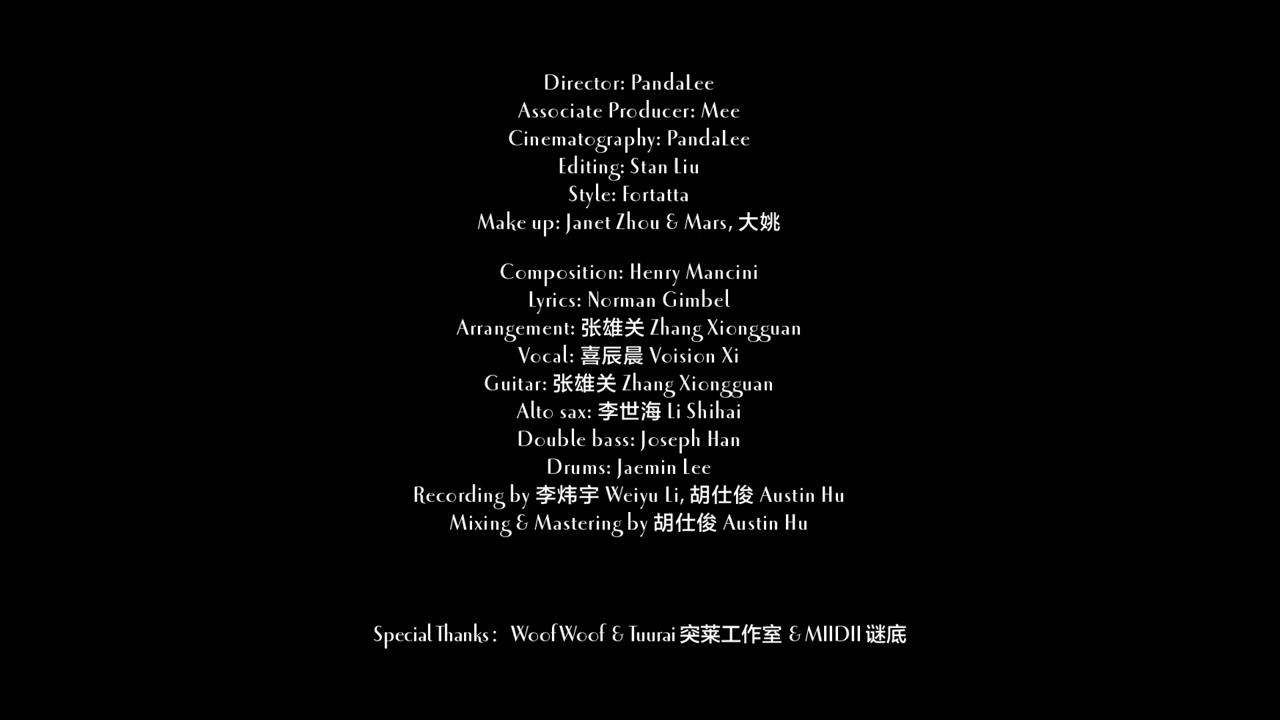 Director: PandaLee
Associate Producer: Mee
Cinematography: PandaLee
Editing: Stan Liu
Style: Fortatta
Make up: Janet Zhou & Mars, 大姚
Composition: Henry Mancini
Lyrics: Norman Gimbel
Arrangement: 张雄关 Zhang Xiongguan
Vocal: 喜辰晨 Voision Xi
Guitar: 张雄关 Zhang Xiongguan
Alto sax: 李世海 Li Shihai
Double bass: Joseph Han
Drums: Jaemin Lee
Recording by 李炜宇 Weiyu Li, 胡仕俊 Austin Hu
Mixing & Mastering by 胡仕俊 Austin Hu
Special Thanks: WoofWoof & Tuurai 突莱工作室 & MIIDII 谜底